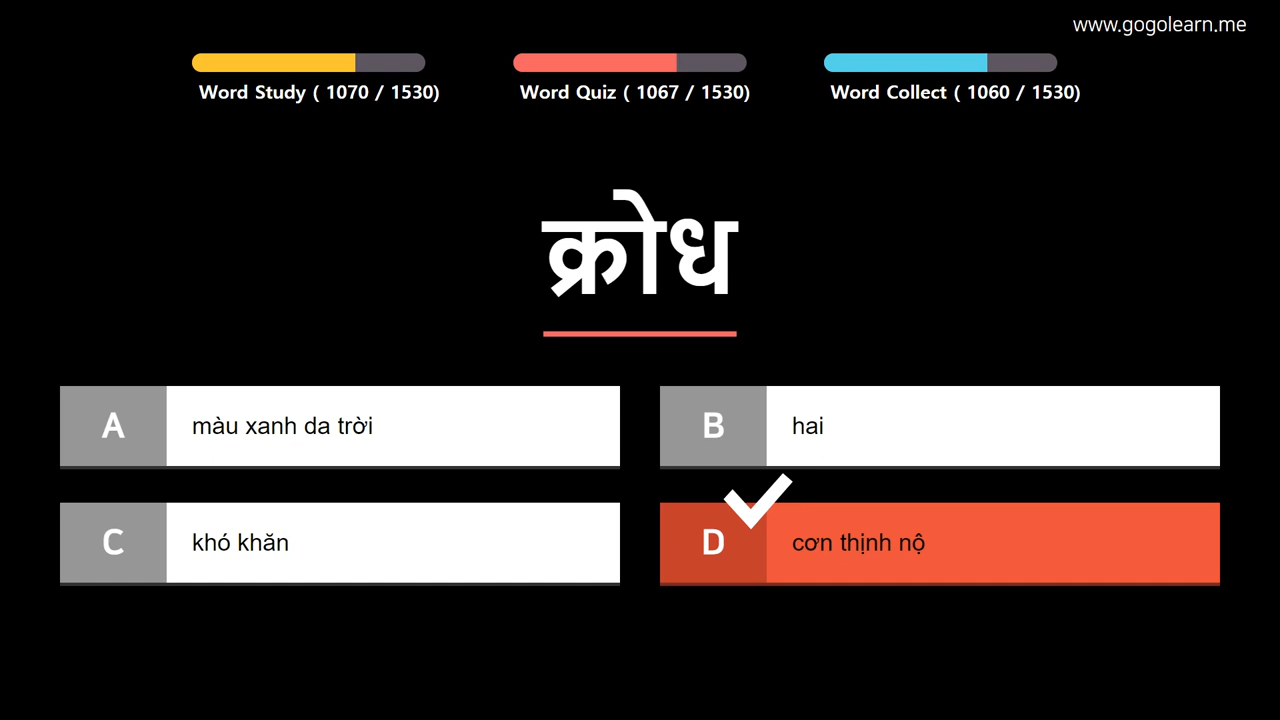 www.gogolearn.me
Word Study ( 1070 / 1530)
Word Quiz ( 1067 / 1530)
Word Collect ( 1060 / 1530)
क्रोध
A
màu xanh da trời
B
hai
C
khó khăn
D
cơn thịnh nộ